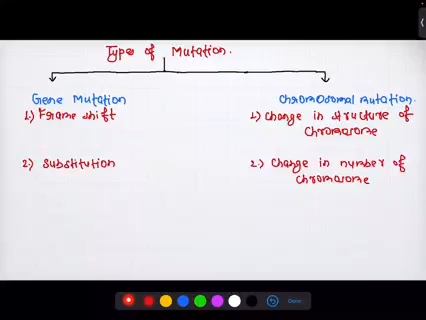 Types of Mutation.
Gene Mutation
1.) Frame shift
2.) Substitution
Chromosomal mutation.
1.) Change in structure of
Chromosome
2.) Change in number of
Chromosome
Done